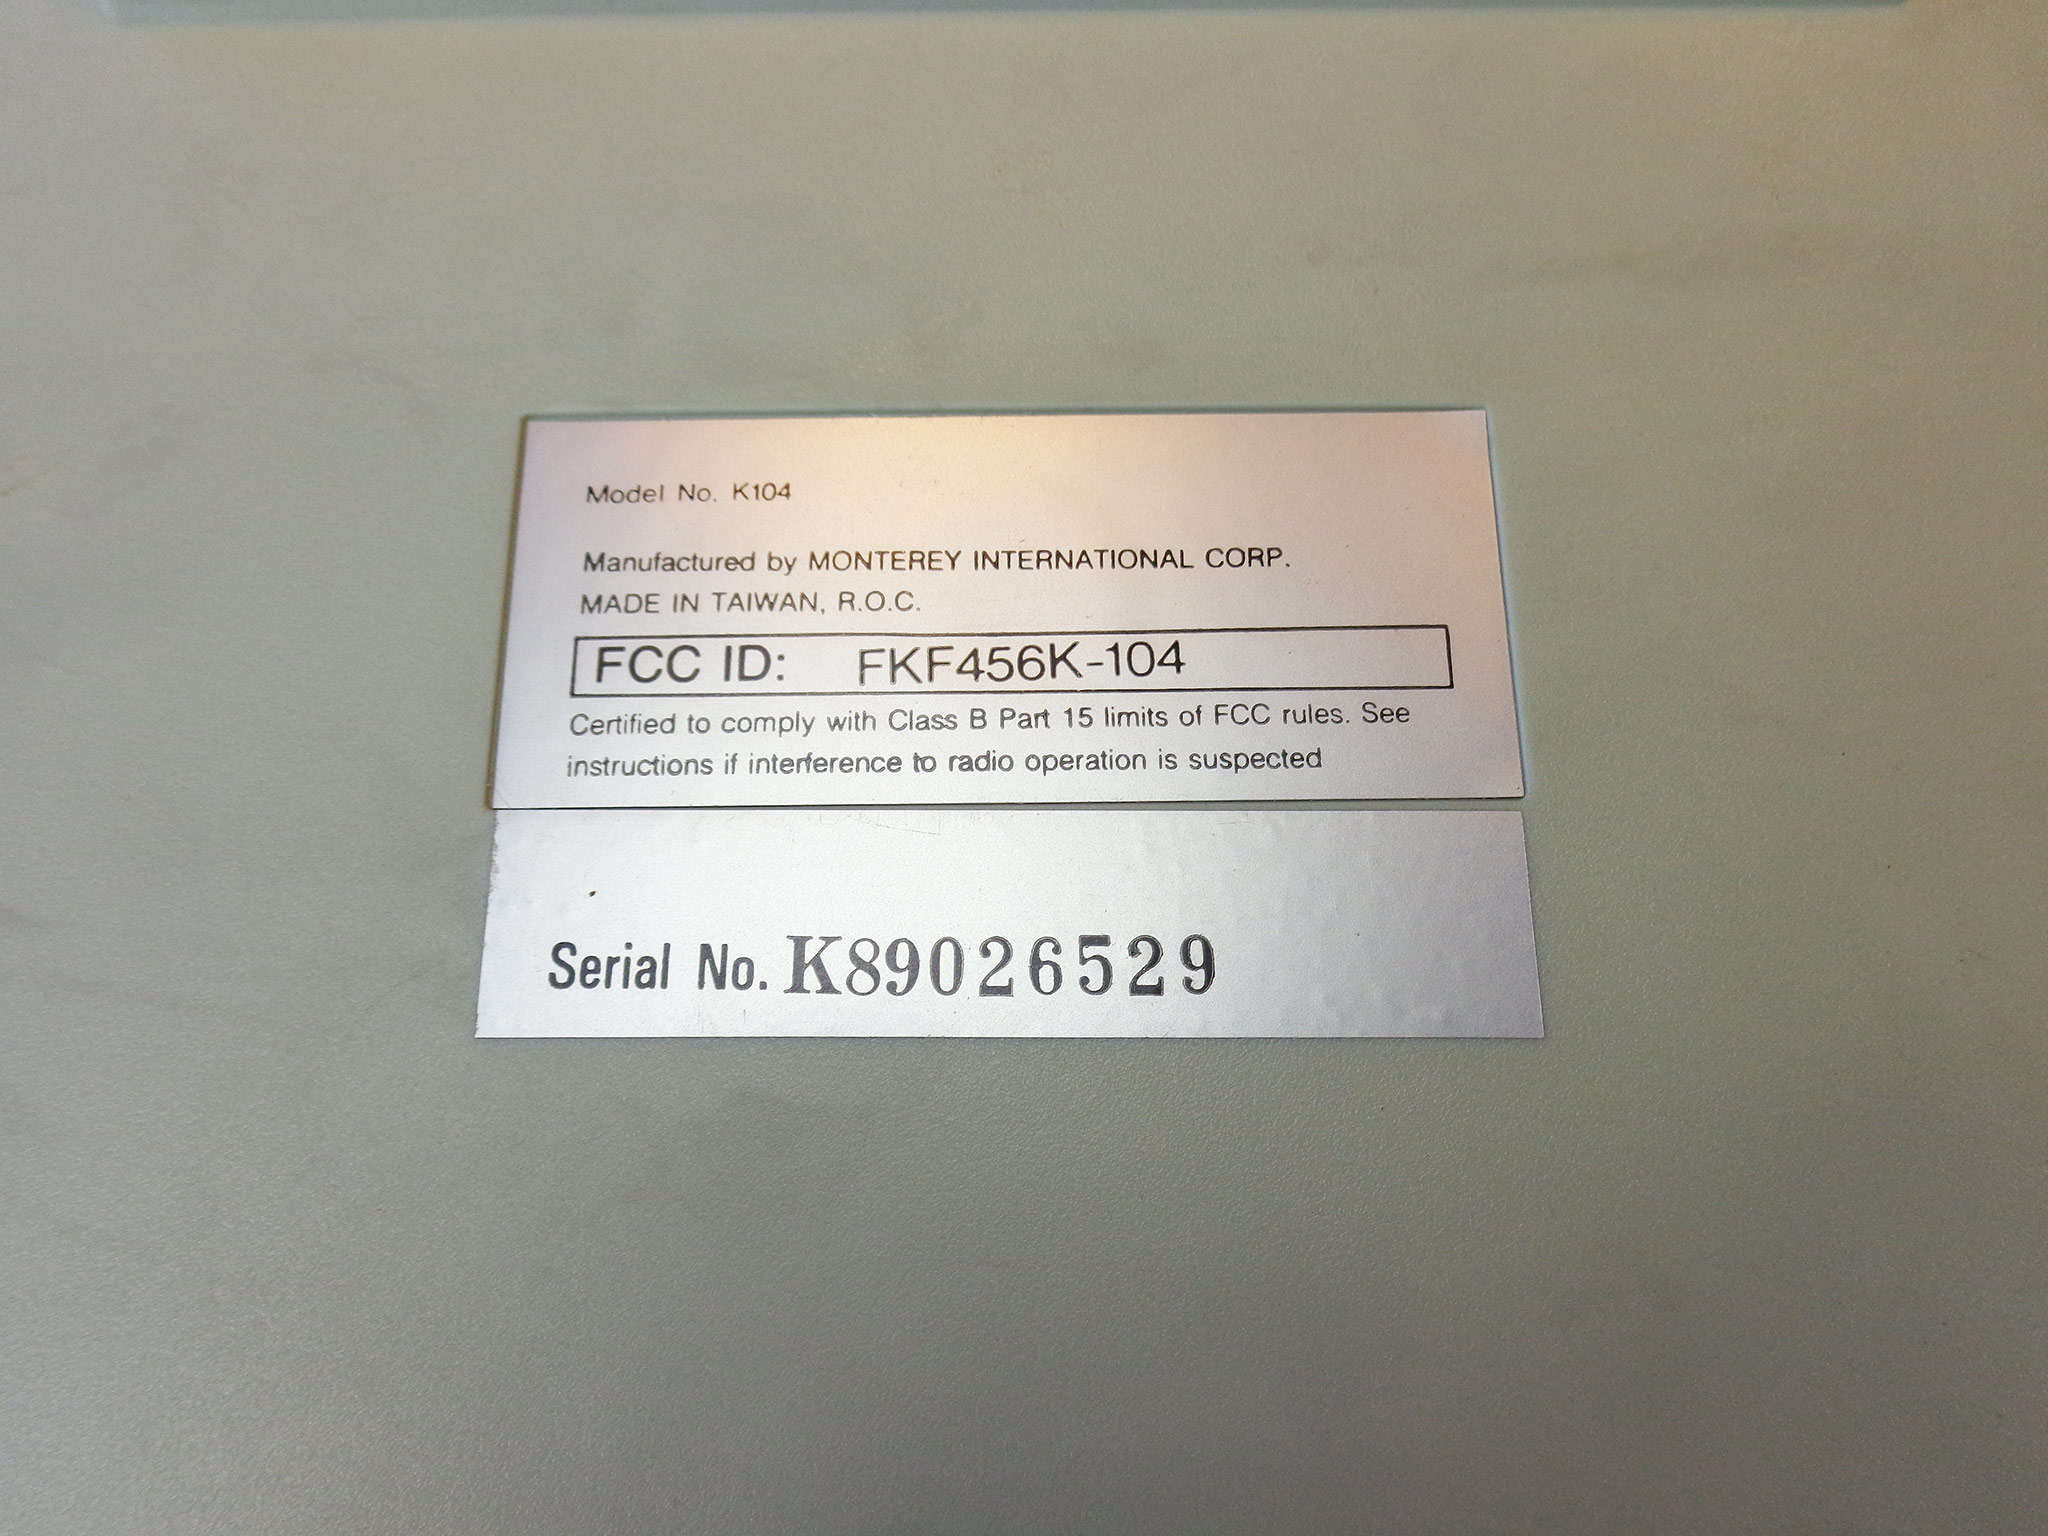 Model No. K104
Manufactured by MONTEREY INTERNATIONAL CORP.
MADE IN TAIWAN, R.O.C.
FCC ID: FKF456K-104
Certified to comply with Class B Part 15 limits of FCC rules. See
instructions if interference to radio operation is suspected
Serial No. K89026529